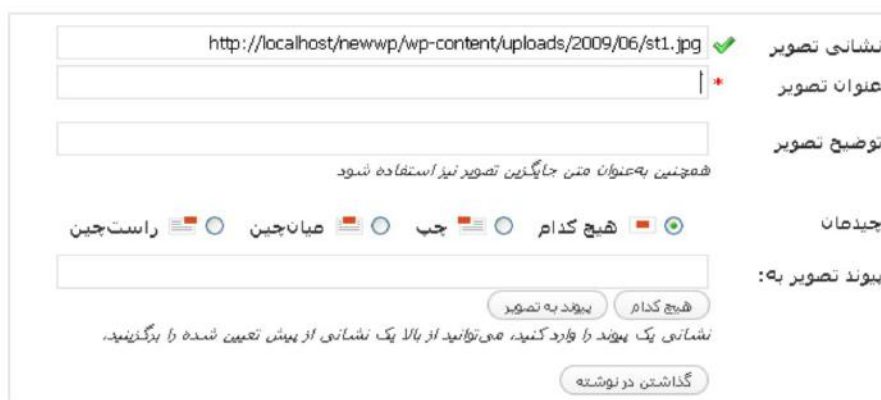 نشانی تصویر http://localhost/newwp/wp-content/uploads/2009/06/st1.jpg
عنوان تصویر *
توضیح تصویر
همچنین به‌عنوان متن جایگزین تصویر نیز استفاده شود
چیدمان هیچ کدام چپ میان‌چین راست‌چین
پیوند تصویر به:
هیچ کدام پیوند به تصویر
نشانی یک پیوند را وارد کنید، می‌توانید از بالا یک نشانی از پیش تعیین شده را برگزینید.
گذاشتن در نوشته